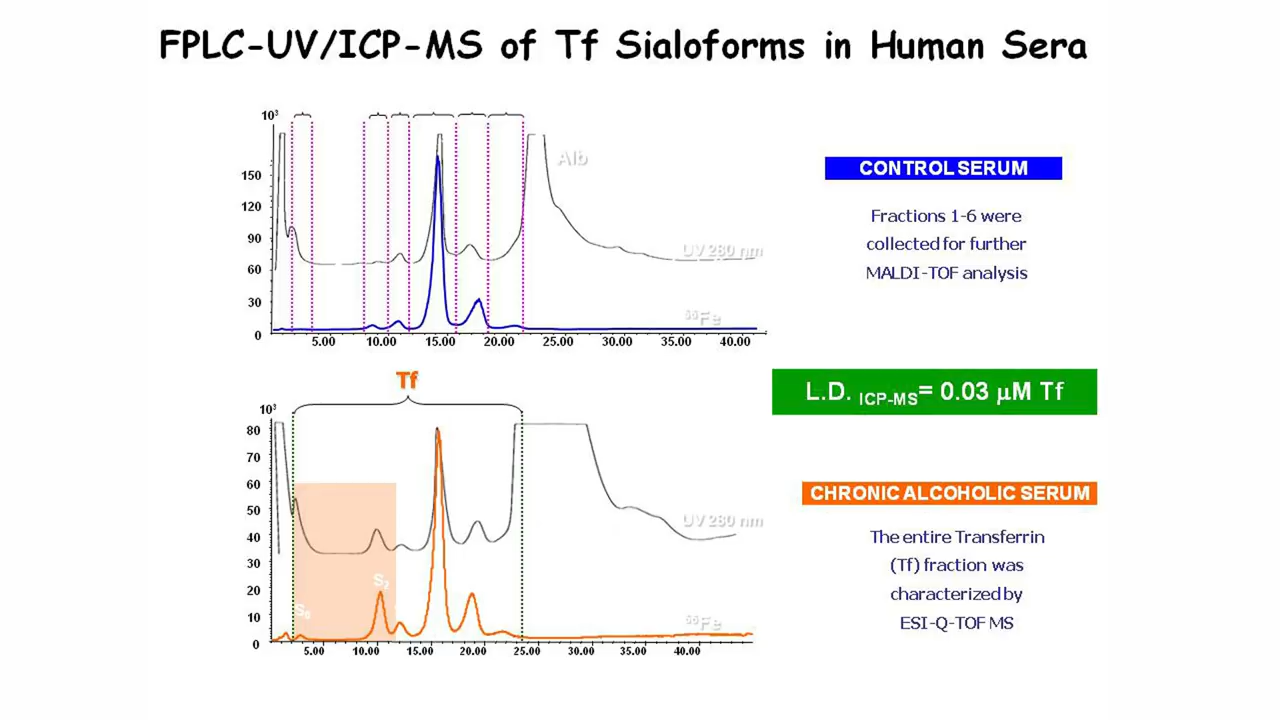 FPLC-UV/ICP-MS of Tf Sialoforms in Human Sera
10³
150
120
90
60
30
0
Alb
UV 280 nm
⁵⁶Fe
5.00 10.00 15.00 20.00 25.00 30.00 35.00 40.00
CONTROL SERUM
Fractions 1-6 were
collected for further
MALDI-TOF analysis
L.D. ICP-MS= 0.03 µM Tf
Tf
10³
80
70
60
50
40
30
20
10
0
S₂
S₀
UV 280 nm
⁵⁶Fe
5.00 10.00 15.00 20.00 25.00 30.00 35.00 40.00
CHRONIC ALCOHOLIC SERUM
The entire Transferrin
(Tf) fraction was
characterized by
ESI-Q-TOF MS